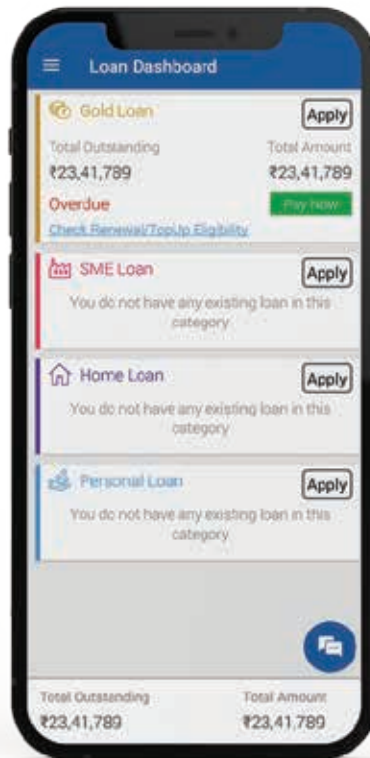 Loan Dashboard
Gold Loan
Apply
Total Outstanding
Total Amount
₹23,41,789
₹23,41,789
Overdue
Pay Now
Check Renewal/TopUp Eligibility
SME Loan
Apply
You do not have any existing loan in this
category
Home Loan
Apply
You do not have any existing loan in this
category
Personal Loan
Apply
You do not have any existing loan in this
category
Total Outstanding
Total Amount
₹23,41,789
₹23,41,789